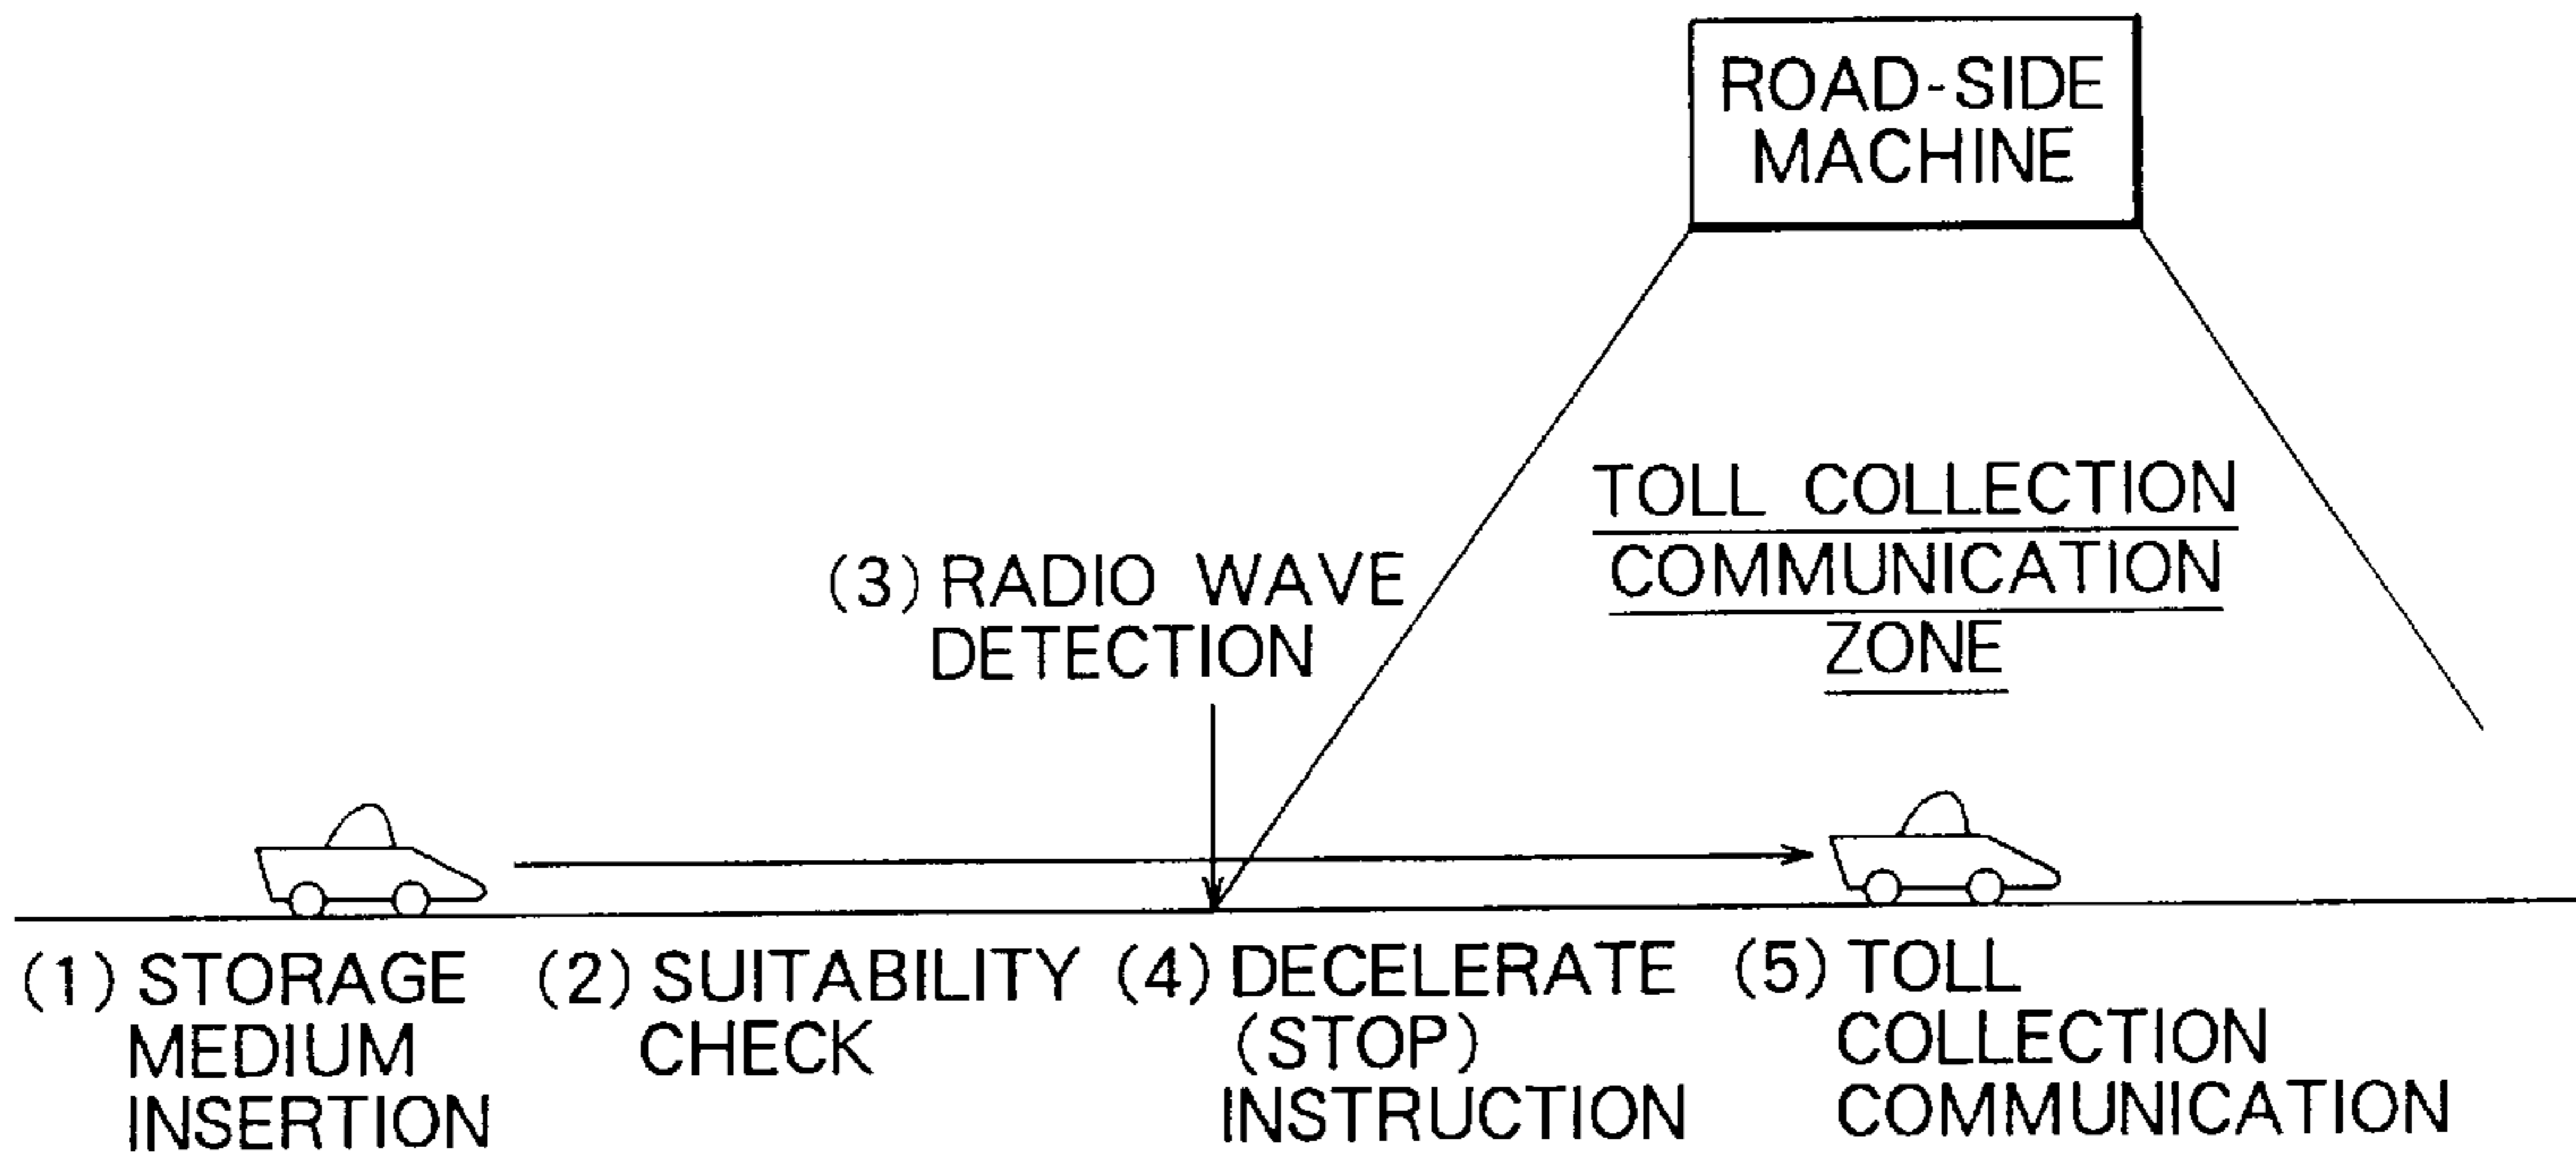 ROAD-SIDE
MACHINE
TOLL COLLECTION
COMMUNICATION
ZONE
(3) RADIO WAVE
DETECTION
(1) STORAGE
MEDIUM
INSERTION
(2) SUITABILITY
CHECK
(4) DECELERATE
(STOP)
INSTRUCTION
(5) TOLL
COLLECTION
COMMUNICATION